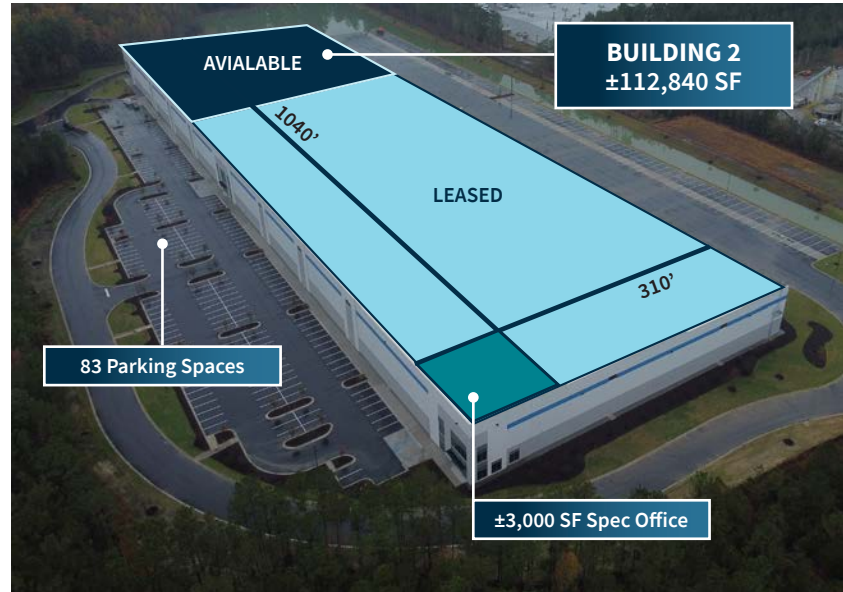 AVIALABLE
BUILDING 2
±112,840 SF
1040’
LEASED
310’
83 Parking Spaces
±3,000 SF Spec Office